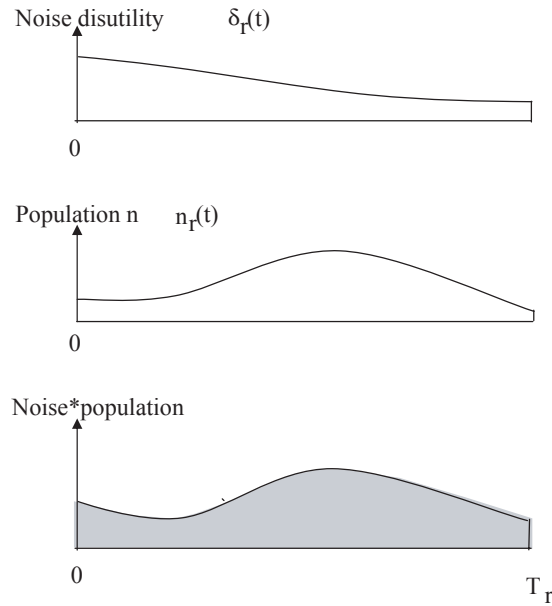 Noise disutility δr(t)
0
Population n nr(t)
0
Noise*population
0 Tr